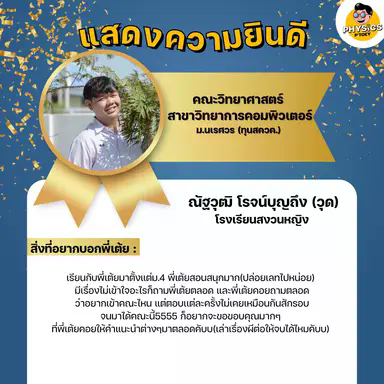 แสดงความยินดี
PHYSICS
P'TOEY
คณะวิทยาศาสตร์
สาขาวิทยาการคอมพิวเตอร์
ม.นเรศวร (ทุนสควค.)
ณัฐวุฒิ โรจน์บุญถึง (วุด)
โรงเรียนสงวนหญิง
สิ่งที่อยากบอกพี่เต้ย :
เรียนกับพี่เต้ยมาตั้งแต่ม.4 พี่เต้ยสอนสนุกมาก(ปล่อยเลทไปหน่อย)
มีเรื่องไม่เข้าใจอะไรก็ถามพี่เต้ยตลอด และพี่เต้ยคอยถามตลอด
ว่าอยากเข้าคณะไหน แต่ตอบแต่ละครั้งไม่เคยเหมือนกันสักรอบ
จนมาได้คณะนี้5555 ก็อยากจะขอขอบคุณมากๆ
ที่พี่เต้ยคอยให้คำแนะนำต่างๆมาตลอดคับบ(เล่าเรื่องผีต่อให้จบได้ไหมคับบ)